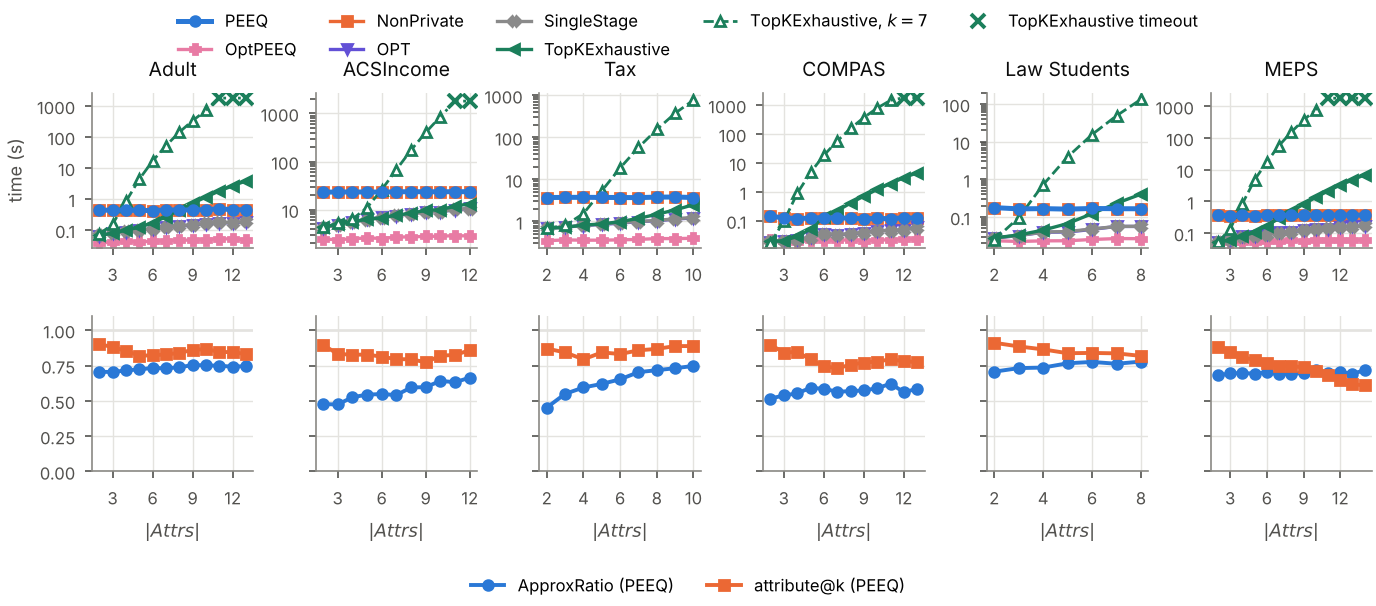 PEEQ NonPrivate SingleStage TopKExhaustive, k = 7 TopKExhaustive timeout
OptPEEQ OPT TopKExhaustive
Adult ACSIncome Tax COMPAS Law Students MEPS
time (s)
1000 100 10 1 0.1
3 6 9 12
1000 100 10
3 6 9 12
1000 100 10 1
2 4 6 8 10
1000 100 10 1 0.1
3 6 9 12
100 10 1 0.1
2 4 6 8
1000 100 10 1 0.1
3 6 9 12
1.00
0.75
0.50
0.25
0.00
3 6 9 12 3 6 9 12 2 4 6 8 10 3 6 9 12 2 4 6 8 3 6 9 12
|Attrs| |Attrs| |Attrs| |Attrs| |Attrs| |Attrs|
ApproxRatio (PEEQ) attribute@k (PEEQ)